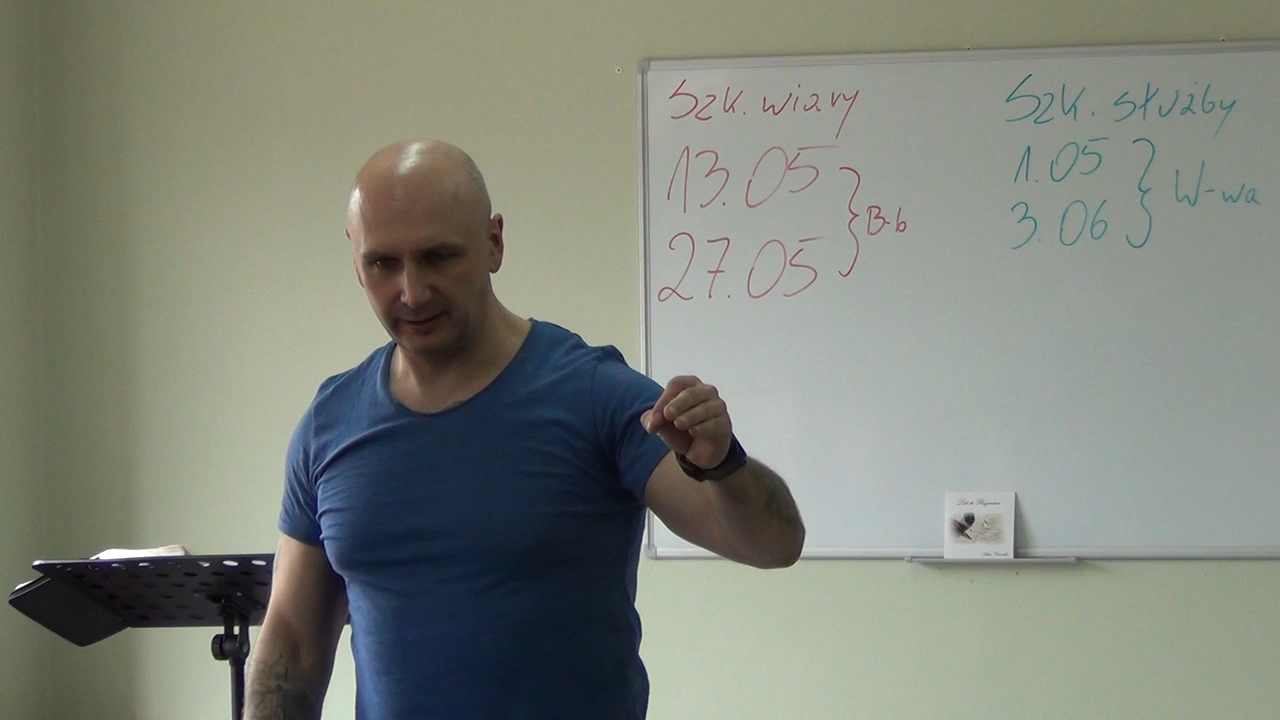 Szk. wiary
13.05
27.05
B-b
Szk. służby
1.05
3.06
W-wa